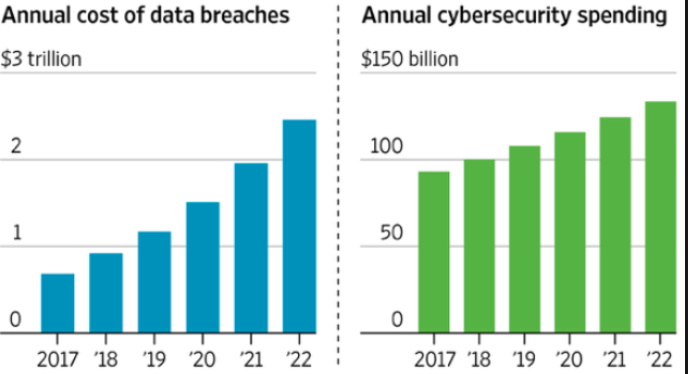 Annual cost of data breaches
$3 trillion
2
1
0
2017 '18 '19 '20 '21 '22
Annual cybersecurity spending
$150 billion
100
50
0
2017 '18 '19 '20 '21 '22